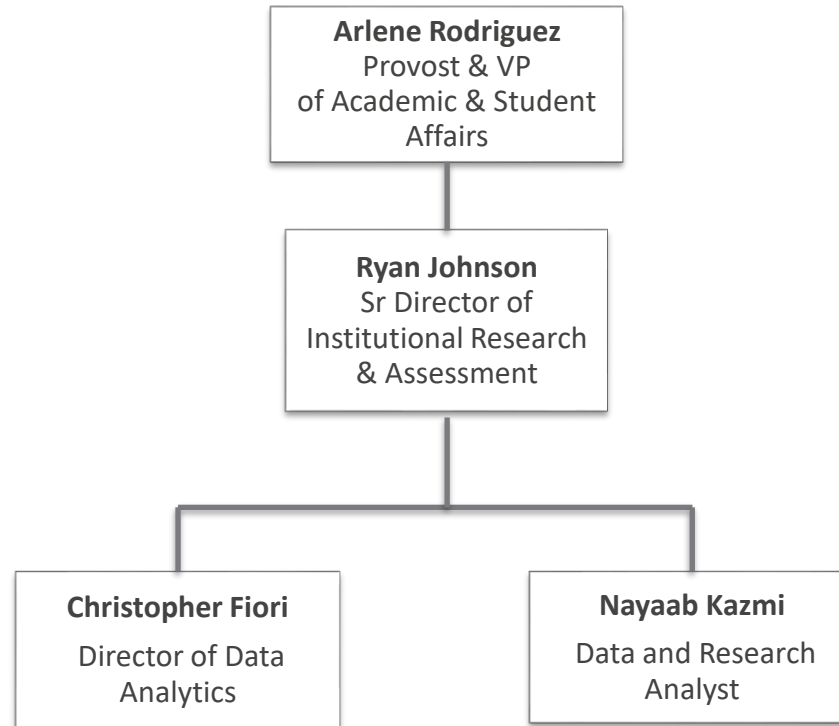 Arlene Rodriguez
Provost & VP
of Academic & Student
Affairs
Ryan Johnson
Sr Director of
Institutional Research
& Assessment
Christopher Fiori
Director of Data
Analytics
Nayaab Kazmi
Data and Research
Analyst